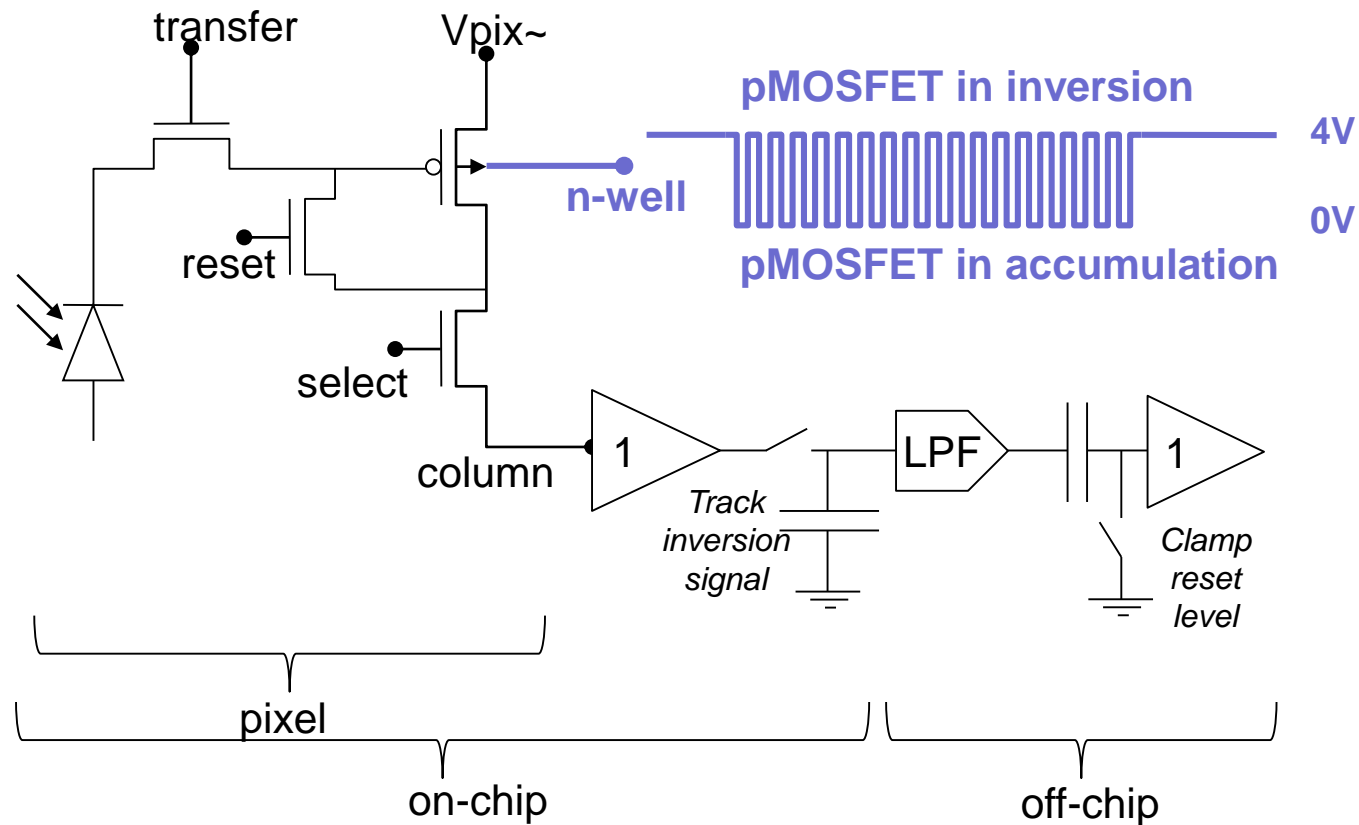 transfer
Vpix~
pMOSFET in inversion
4V
n-well
0V
pMOSFET in accumulation
reset
select
column
1
LPF
1
Track
inversion
signal
Clamp
reset
level
pixel
on-chip
off-chip